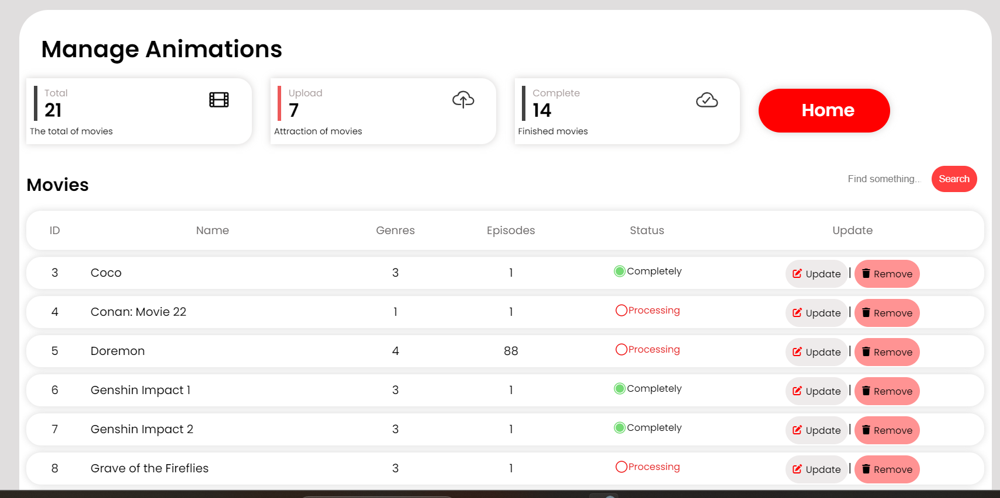 Manage Animations
Total
21
The total of movies
Upload
7
Attraction of movies
Complete
14
Finished movies
Home
Movies
Find something...
Search
ID Name Genres Episodes Status Update
3 Coco 3 1 Completely Update | Remove
4 Conan: Movie 22 1 1 Processing Update | Remove
5 Doremon 4 88 Processing Update | Remove
6 Genshin Impact 1 3 1 Completely Update | Remove
7 Genshin Impact 2 3 1 Completely Update | Remove
8 Grave of the Fireflies 3 1 Processing Update | Remove